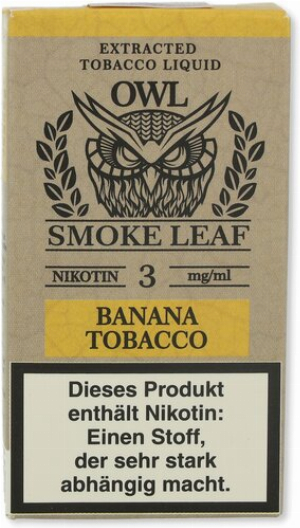 EXTRACTED
TOBACCO LIQUID
OWL
SMOKE LEAF
NIKOTIN 3 mg/ml
BANANA
TOBACCO
Dieses Produkt
enthält Nikotin:
Einen Stoff,
der sehr stark
abhängig macht.